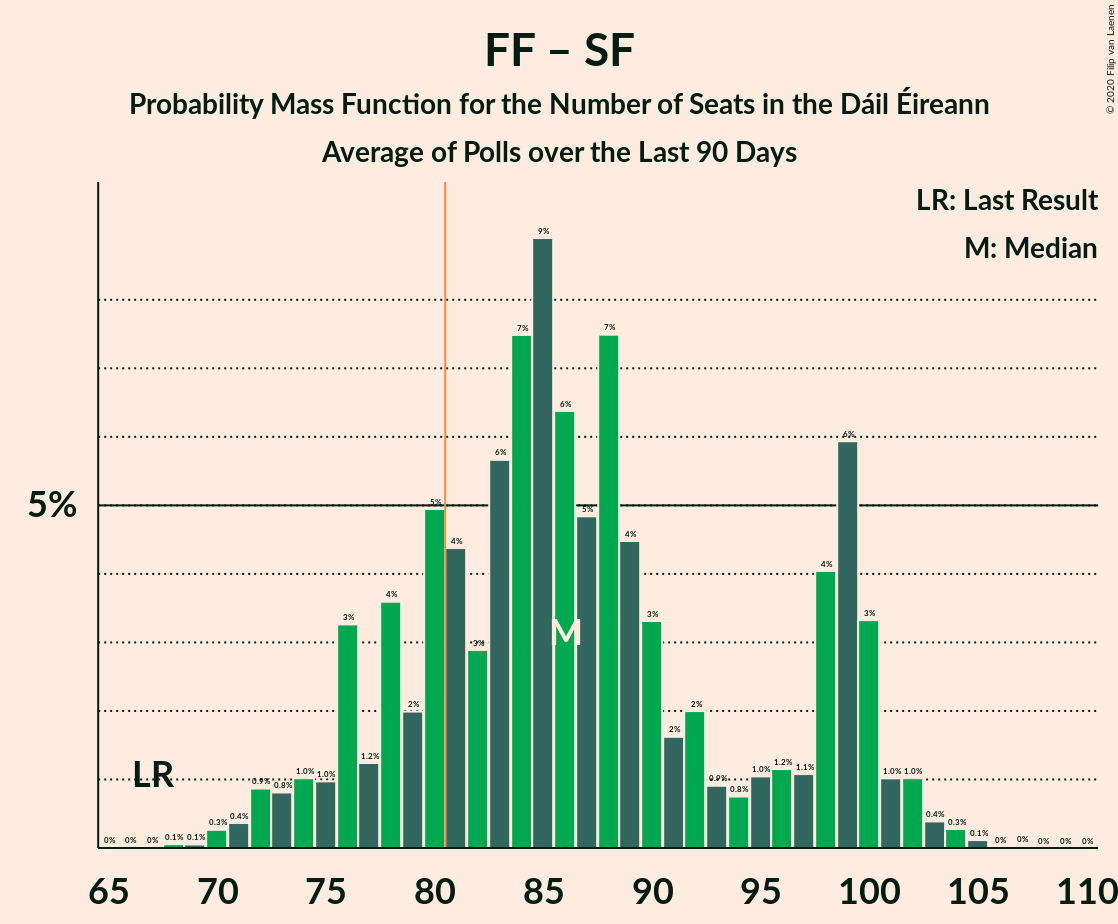 FF – SF
Probability Mass Function for the Number of Seats in the Dáil Éireann
Average of Polls over the Last 90 Days
© 2020 Filip van Laenen
LR: Last Result
M: Median
5%
LR
M
0% 0% 0% 0.1% 0.1% 0.3% 0.4% 0.9% 0.8% 1.0% 1.0% 3% 1.2% 4% 2% 5% 4% 3% 6% 7% 9% 6% 5% 7% 4% 3% 2% 2% 0.9% 0.8% 1.0% 1.2% 1.1% 4% 6% 3% 1.0% 1.0% 0.4% 0.3% 0.1% 0% 0% 0% 0% 0%
65 70 75 80 85 90 95 100 105 110